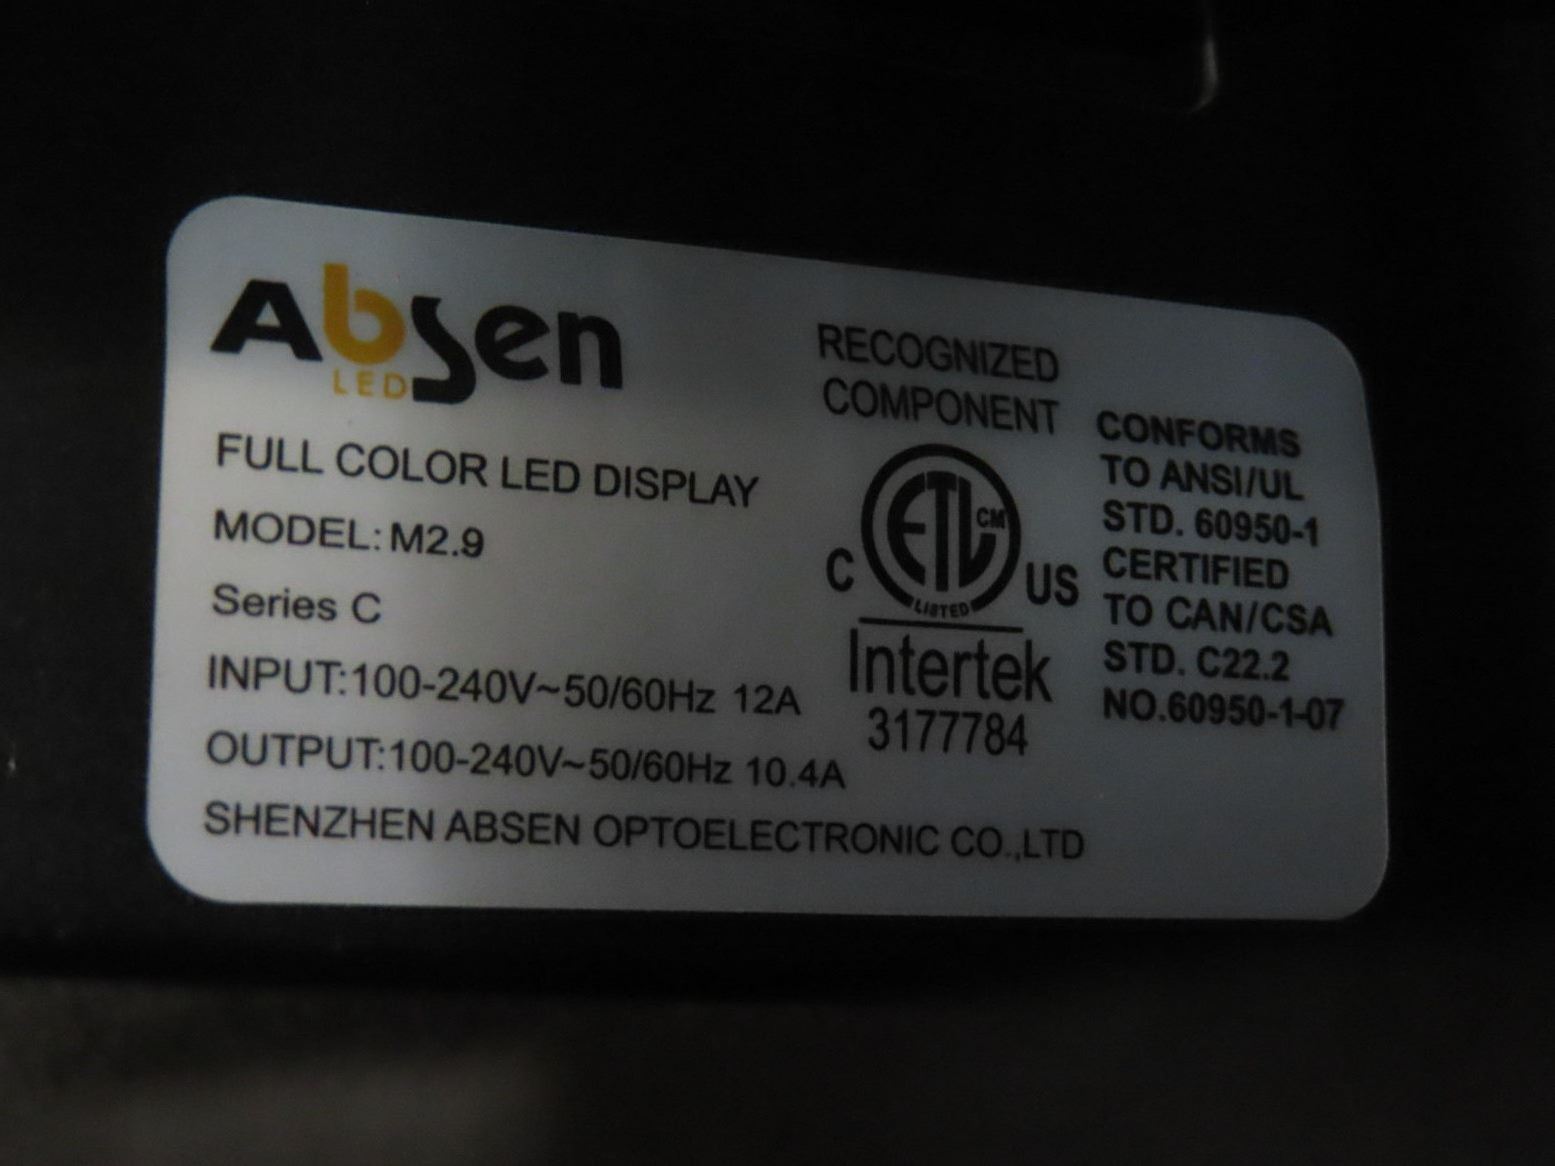 Absen
LED
FULL COLOR LED DISPLAY
MODEL: M2.9
Series C
INPUT:100-240V~50/60Hz 12A
OUTPUT:100-240V~50/60Hz 10.4A
SHENZHEN ABSEN OPTOELECTRONIC CO.,LTD
RECOGNIZED
COMPONENT
C ETL CM US
LISTED
Intertek
3177784
CONFORMS
TO ANSI/UL
STD. 60950-1
CERTIFIED
TO CAN/CSA
STD. C22.2
NO.60950-1-07